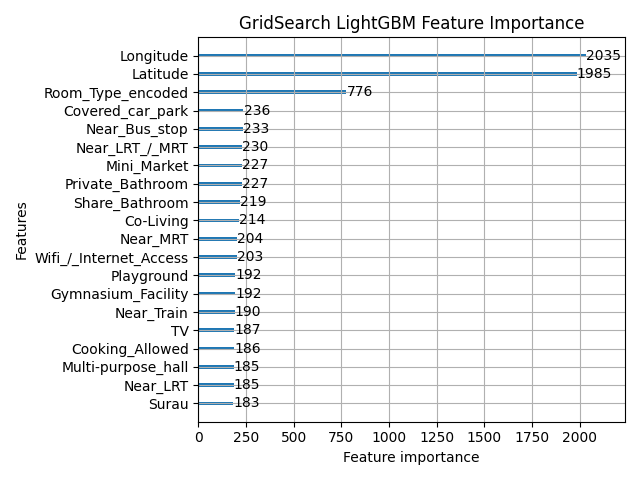 GridSearch LightGBM Feature Importance
Longitude 2035
Latitude 1985
Room_Type_encoded 776
Covered_car_park 236
Near_Bus_stop 233
Near_LRT_/_MRT 230
Mini_Market 227
Private_Bathroom 227
Share_Bathroom 219
Co-Living 214
Near_MRT 204
Wifi_/_Internet_Access 203
Playground 192
Gymnasium_Facility 192
Near_Train 190
TV 187
Cooking_Allowed 186
Multi-purpose_hall 185
Near_LRT 185
Surau 183
Features
0 250 500 750 1000 1250 1500 1750 2000
Feature importance